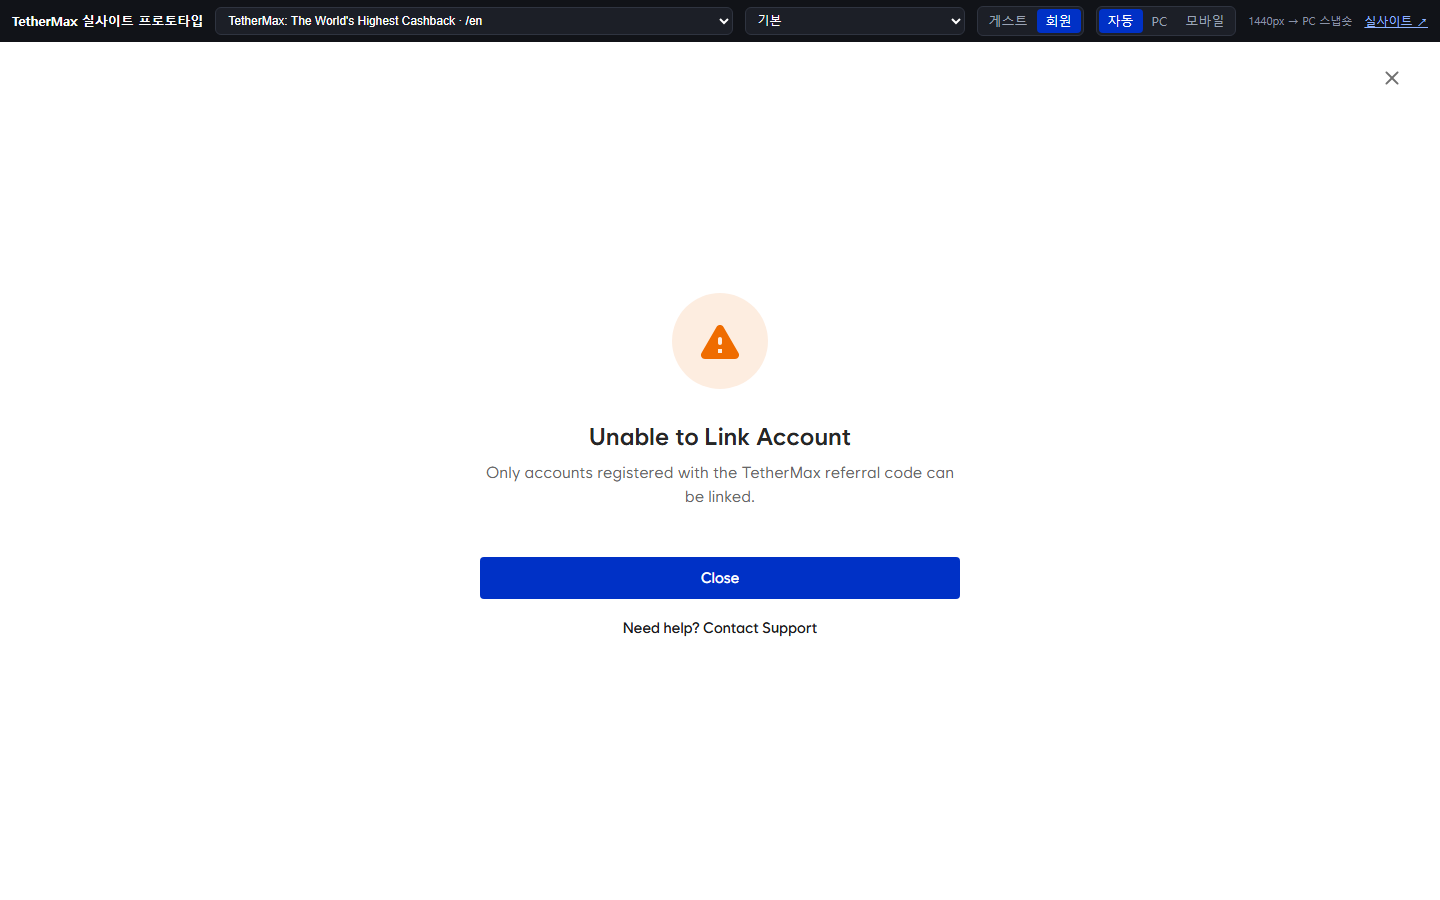 TetherMax 실사이트 프로토타입
TetherMax: The World's Highest Cashback · /en
기본
게스트 회원
자동 PC 모바일
1440px → PC 스냅숏
실사이트 ↗
Unable to Link Account
Only accounts registered with the TetherMax referral code can
be linked.
Close
Need help? Contact Support